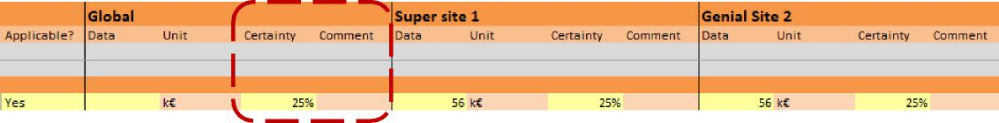 Global Super site 1 Genial Site 2
Applicable? Data Unit Certainty Comment Data Unit Certainty Comment Data Unit Certainty Comment
Yes k€ 25% 56 k€ 25% 56 k€ 25%